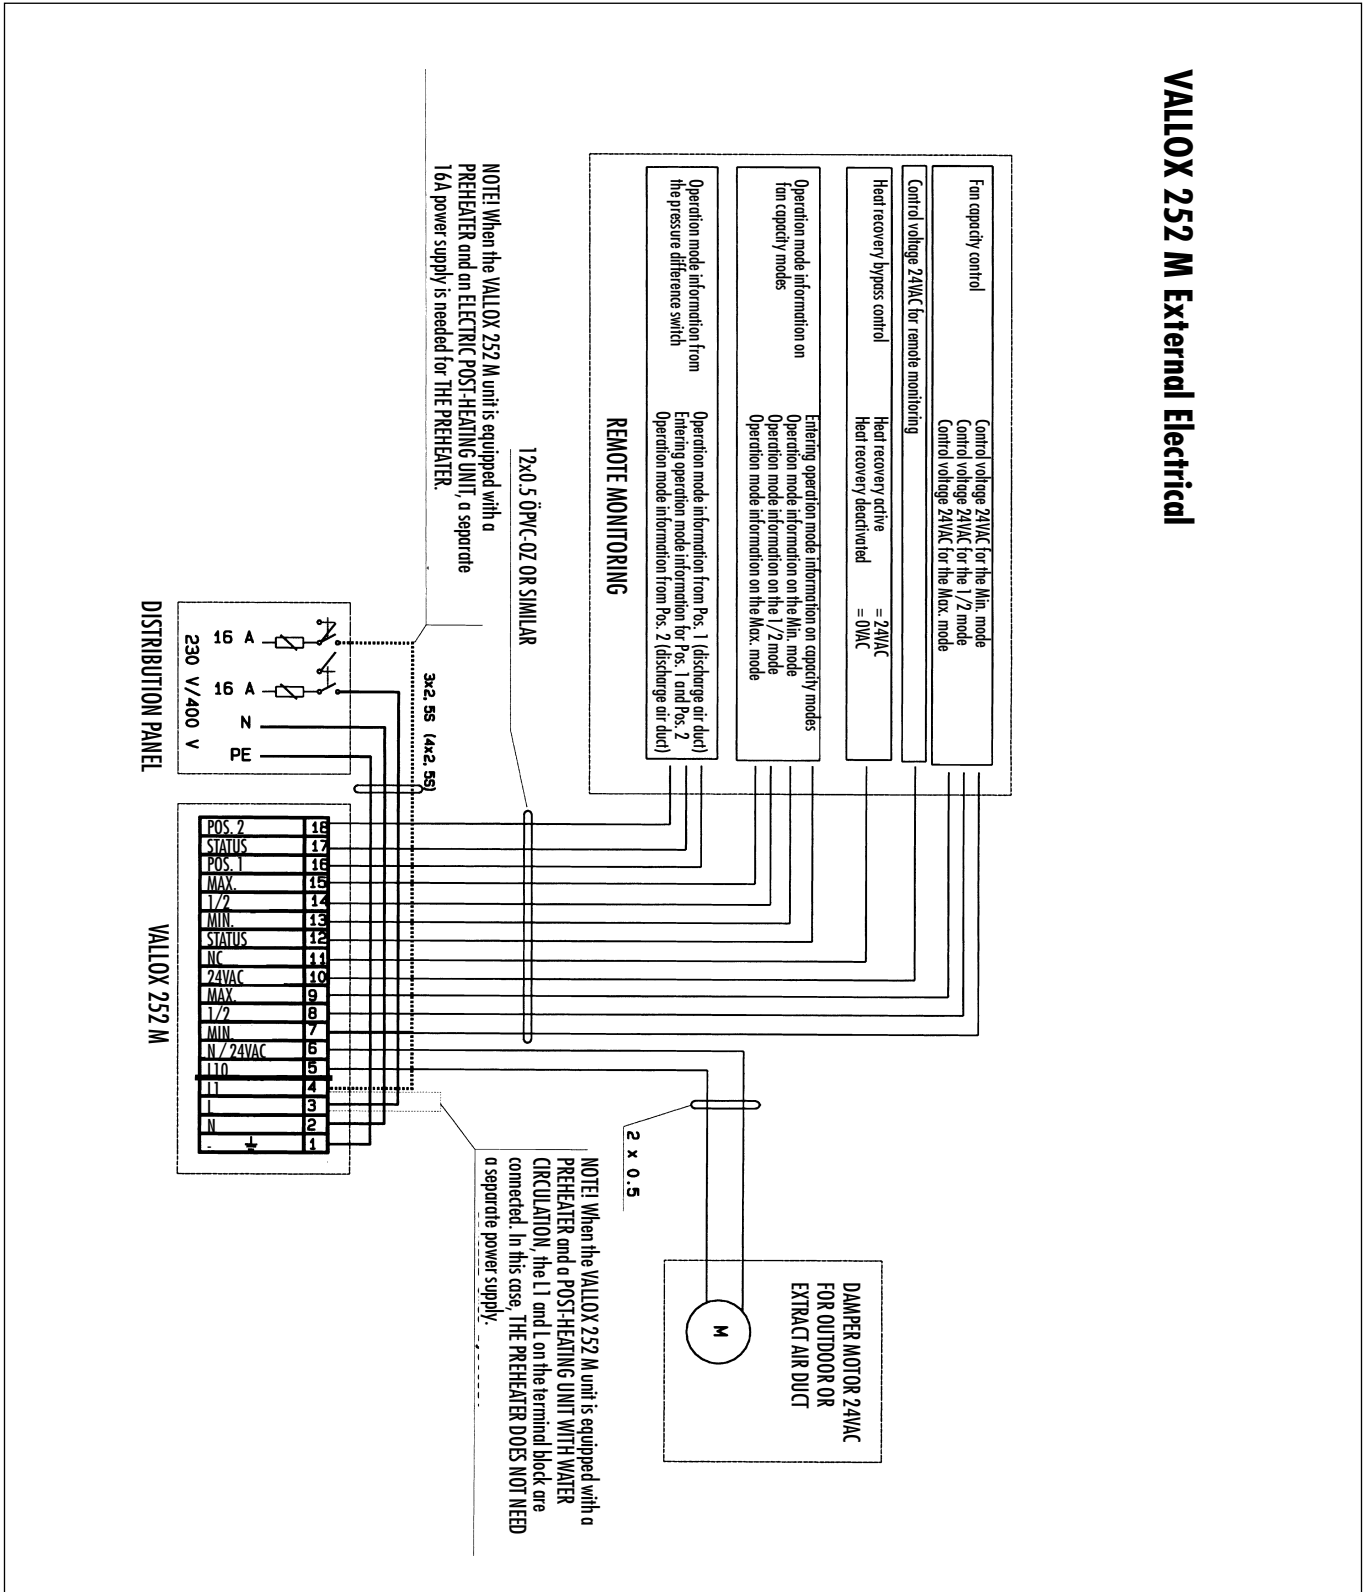 VALLOX 252 M External Electrical
Fan capacity control
Control voltage 24VAC for the Min. mode
Control voltage 24VAC for the 1/2 mode
Control voltage 24VAC for the Max. mode
Control voltage 24VAC for remote monitoring
Heat recovery bypass control
Heat recovery active = 24VAC
Heat recovery deactivated = 0VAC
Operation mode information on
fan capacity modes
Entering operation mode information on capacity modes
Operation mode information on the Min. mode
Operation mode information on the 1/2 mode
Operation mode information on the Max. mode
Operation mode information from
the pressure difference switch
Operation mode information from Pos. 1 (discharge air duct)
Entering operation mode information for Pos. 1 and Pos. 2
Operation mode information from Pos. 2 (discharge air duct)
REMOTE MONITORING
12x0.5 ÖPVC-OZ OR SIMILAR
NOTE! When the VALLOX 252 M unit is equipped with a
PREHEATER and an ELECTRIC POST-HEATING UNIT, a separate
16A power supply is needed for THE PREHEATER.
3x2. 5S (4x2. 5S)
16 A
16 A
N
PE
230 V/400 V
DISTRIBUTION PANEL
POS. 2 18
STATUS 17
POS. 1 16
MAX. 15
1/2 14
MIN. 13
STATUS 12
NC 11
24VAC 10
MAX. 9
1/2 8
MIN. 7
N / 24VAC 6
L10 5
L1 4
L 3
N 2
1
VALLOX 252 M
2 x 0.5
DAMPER MOTOR 24VAC
FOR OUTDOOR OR
EXTRACT AIR DUCT
M
NOTE! When the VALLOX 252 M unit is equipped with a
PREHEATER and a POST-HEATING UNIT WITH WATER
CIRCULATION, the L1 and L on the terminal block are
connected. In this case, THE PREHEATER DOES NOT NEED
a separate power supply.